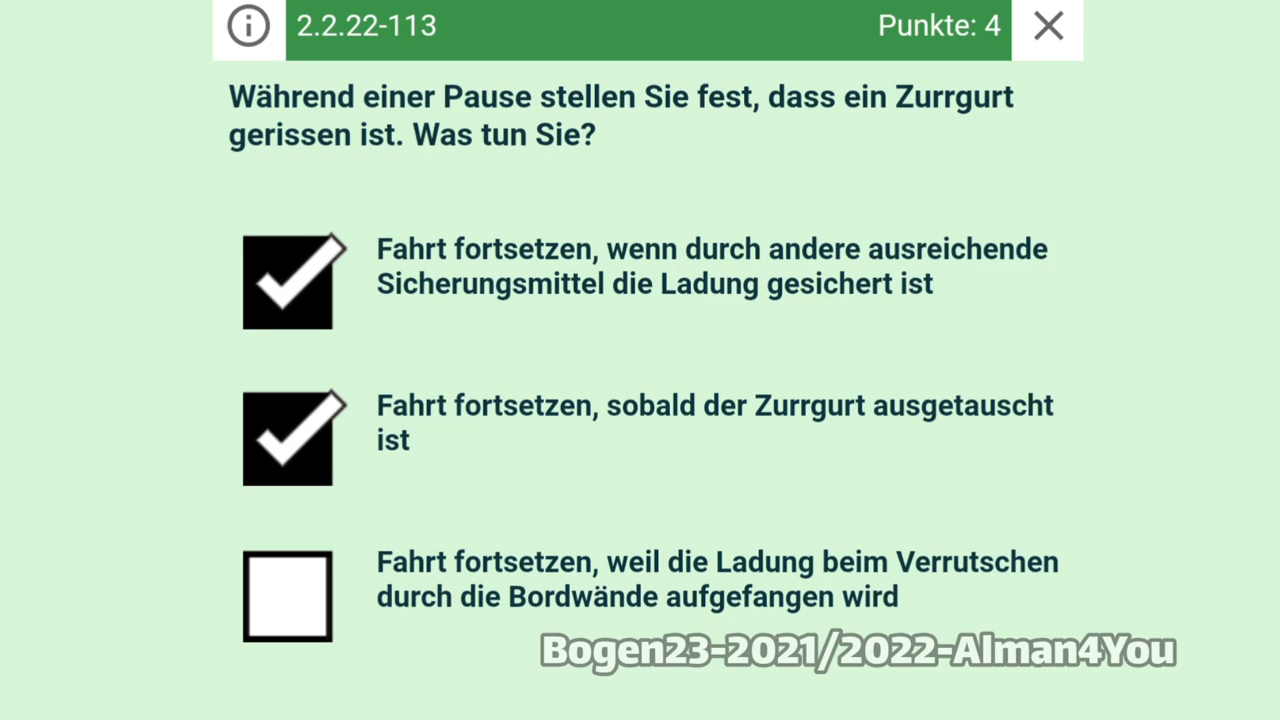 2.2.22-113
Punkte: 4
Während einer Pause stellen Sie fest, dass ein Zurrgurt
gerissen ist. Was tun Sie?
Fahrt fortsetzen, wenn durch andere ausreichende
Sicherungsmittel die Ladung gesichert ist
Fahrt fortsetzen, sobald der Zurrgurt ausgetauscht
ist
Fahrt fortsetzen, weil die Ladung beim Verrutschen
durch die Bordwände aufgefangen wird
Bogen23-2021/2022-Alman4You